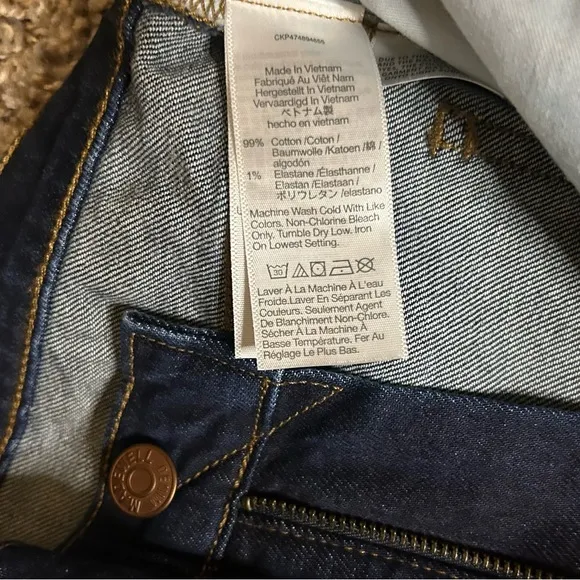 CKP474694666
Made In Vietnam
Fabriqué Au Viêt Nam
Hergestellt In Vietnam
Vervaardigd In Vietnam
ベトナム製
hecho en vietnam
99% Cotton /Coton/
Baumwolle /Katoen /綿 /
algodón
1% Elastane /Élasthanne/
Elastan /Elastaan/
ポリウレタン /elastano
Machine Wash Cold With Like
Colors. Non-Chlorine Bleach
Only. Tumble Dry Low. Iron
On Lowest Setting.
30
Laver À La Machine À L'eau
Froide.Laver En Séparant Les
Couleurs. Seulement Agent
De Blanchiment Non-Chlore.
Sécher À La Machine À
Basse Température. Fer Au
Réglage Le Plus Bas.
MADEWELL DENIM